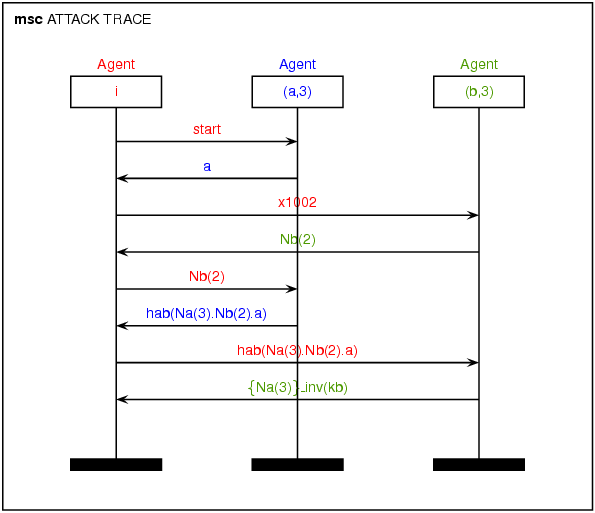 msc ATTACK TRACE
Agent Agent Agent
i (a,3) (b,3)
start
a
x1002
Nb(2)
Nb(2)
hab(Na(3).Nb(2).a)
hab(Na(3).Nb(2).a)
{Na(3)}_inv(kb)